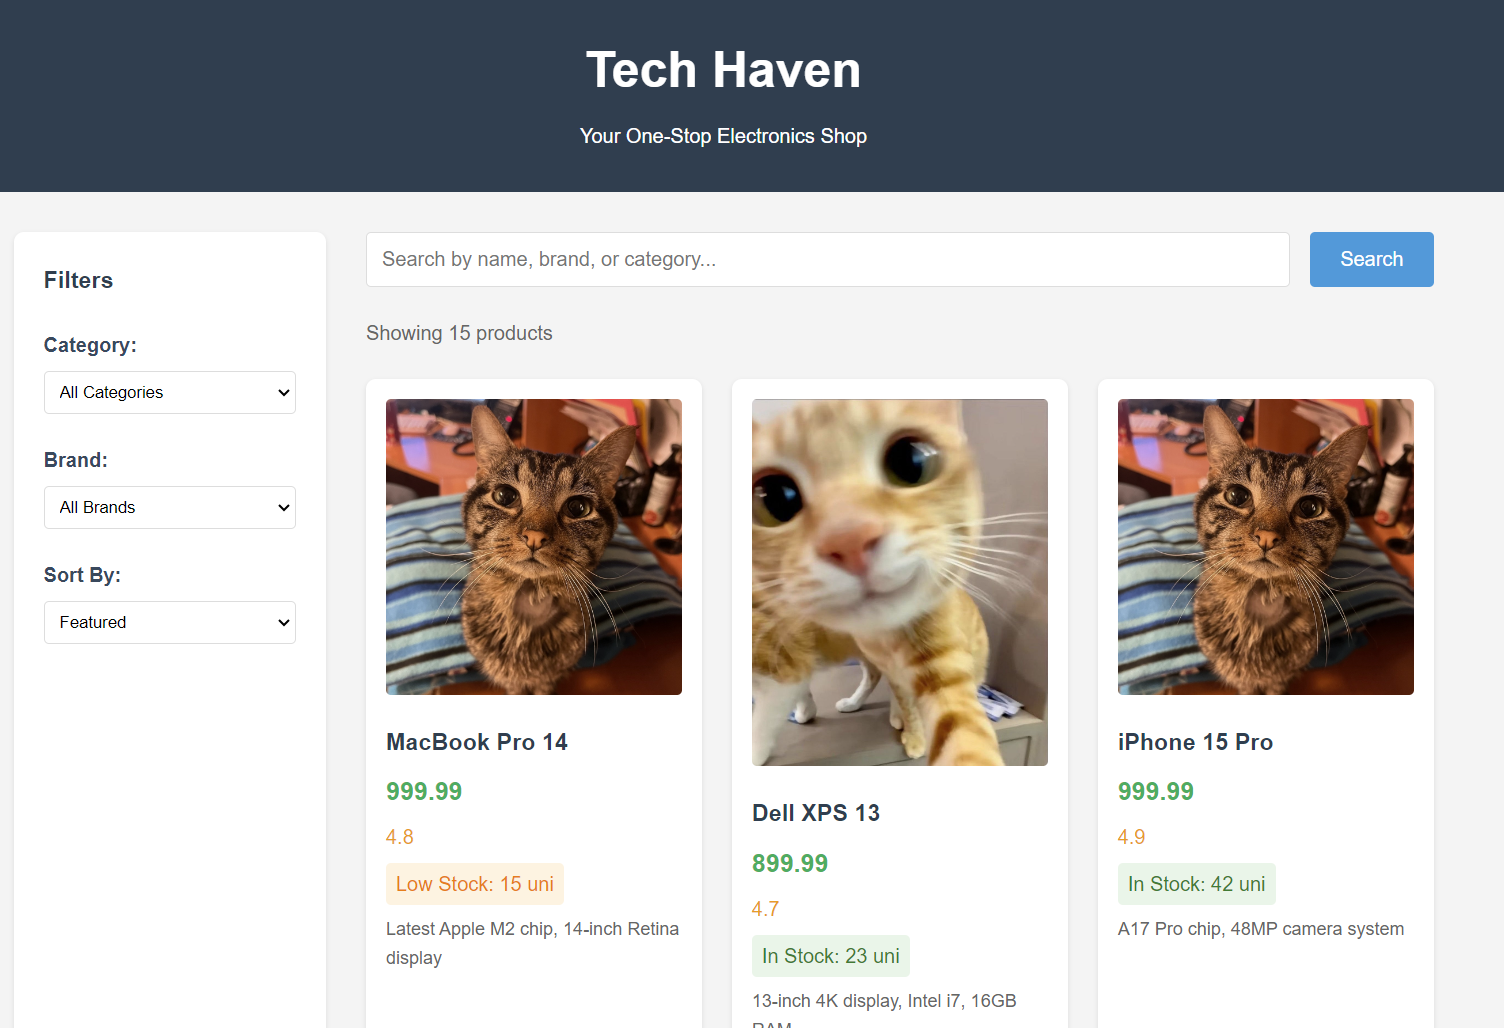 Tech Haven
Your One-Stop Electronics Shop
Filters
Category:
All Categories
Brand:
All Brands
Sort By:
Featured
Search by name, brand, or category...
Search
Showing 15 products
MacBook Pro 14
999.99
4.8
Low Stock: 15 uni
Latest Apple M2 chip, 14-inch Retina
display
Dell XPS 13
899.99
4.7
In Stock: 23 uni
13-inch 4K display, Intel i7, 16GB
RAM
iPhone 15 Pro
999.99
4.9
In Stock: 42 uni
A17 Pro chip, 48MP camera system